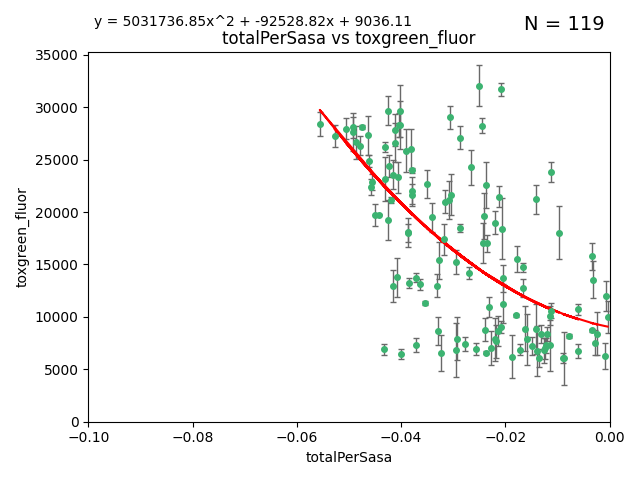 y = 5031736.85x^2 + -92528.82x + 9036.11
N = 119
totalPerSasa vs toxgreen_fluor
35000
30000
25000
20000
15000
10000
5000
0
toxgreen_fluor
−0.10 −0.08 −0.06 −0.04 −0.02 0.00
totalPerSasa